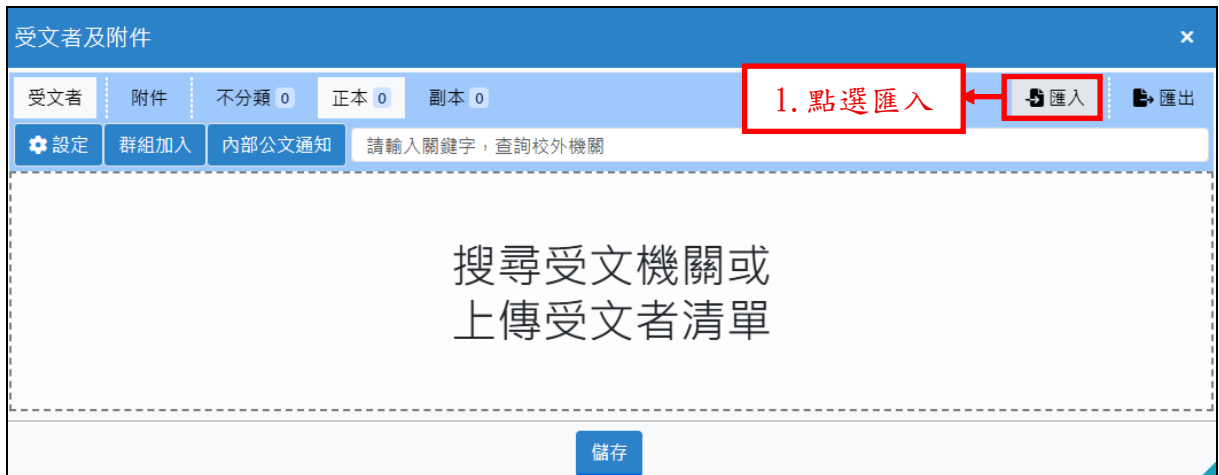 受文者及附件 ×
受文者 附件 不分類 0 正本 0 副本 0 1. 點選匯入 匯入 匯出
設定 群組加入 內部公文通知 請輸入關鍵字，查詢校外機關
搜尋受文機關或
上傳受文者清單
儲存